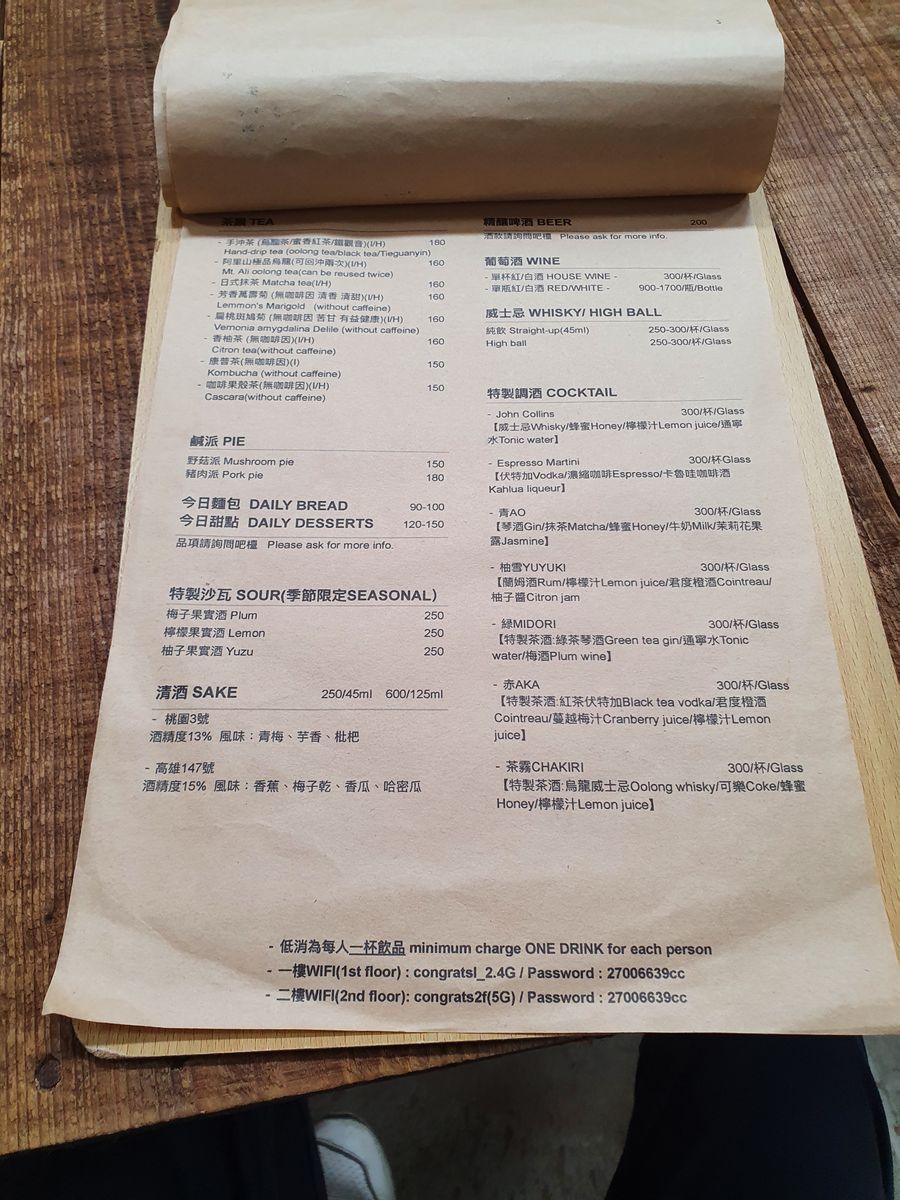 茶類 TEA
- 手沖茶 (烏龍茶/蜜香紅茶/鐵觀音)(I/H) 180
Hand-drip tea (oolong tea/black tea/Tieguanyin)
- 阿里山極品烏龍(可回沖兩次)(I/H) 160
Mt. Ali oolong tea(can be reused twice)
- 日式抹茶 Matcha tea(I/H) 160
- 芳香萬壽菊 (無咖啡因 清香 清甜)(I/H) 160
Lemmon's Marigold (without caffeine)
- 扁桃斑鳩菊 (無咖啡因 苦甘 有益健康)(I/H) 160
Vernonia amygdalina Delile (without caffeine)
- 香柚茶 (無咖啡因)(I/H) 160
Citron tea(without caffeine)
- 康普茶(無咖啡因)(I) 150
Kombucha (without caffeine)
- 咖啡果殼茶(無咖啡因)(I/H) 150
Cascara(without caffeine)
鹹派 PIE
野菇派 Mushroom pie 150
豬肉派 Pork pie 180
今日麵包 DAILY BREAD 90-100
今日甜點 DAILY DESSERTS 120-150
品項請詢問吧檯 Please ask for more info.
特製沙瓦 SOUR(季節限定SEASONAL)
梅子果實酒 Plum 250
檸檬果實酒 Lemon 250
柚子果實酒 Yuzu 250
清酒 SAKE 250/45ml 600/125ml
- 桃園3號
酒精度13% 風味：青梅、芋香、枇杷
- 高雄147號
酒精度15% 風味：香蕉、梅子乾、香瓜、哈密瓜
精釀啤酒 BEER 200
酒款請詢問吧檯 Please ask for more info.
葡萄酒 WINE
- 單杯紅/白酒 HOUSE WINE - 300/杯/Glass
- 單瓶紅/白酒 RED/WHITE - 900-1700/瓶/Bottle
威士忌 WHISKY/ HIGH BALL
純飲 Straight-up(45ml) 250-300/杯/Glass
High ball 250-300/杯/Glass
特製調酒 COCKTAIL
- John Collins 300/杯/Glass
【威士忌Whisky/蜂蜜Honey/檸檬汁Lemon juice/通寧
水Tonic water】
- Espresso Martini 300/杯Glass
【伏特加Vodka/濃縮咖啡Espresso/卡魯哇咖啡酒
Kahlua liqueur】
- 青AO 300/杯/Glass
【琴酒Gin/抹茶Matcha/蜂蜜Honey/牛奶Milk/茉莉花果
露Jasmine】
- 柚雪YUYUKI 300/杯/Glass
【蘭姆酒Rum/檸檬汁Lemon juice/君度橙酒Cointreau/
柚子醬Citron jam
- 緑MIDORI 300/杯/Glass
【特製茶酒:綠茶琴酒Green tea gin/通寧水Tonic
water/梅酒Plum wine】
- 赤AKA 300/杯/Glass
【特製茶酒:紅茶伏特加Black tea vodka/君度橙酒
Cointreau/蔓越梅汁Cranberry juice/檸檬汁Lemon
juice】
- 茶霧CHAKIRI 300/杯/Glass
【特製茶酒:烏龍威士忌Oolong whisky/可樂Coke/蜂蜜
Honey/檸檬汁Lemon juice】
- 低消為每人一杯飲品 minimum charge ONE DRINK for each person
- 一樓WIFI(1st floor) : congratsl_2.4G / Password : 27006639cc
- 二樓WIFI(2nd floor): congrats2f(5G) / Password : 27006639cc